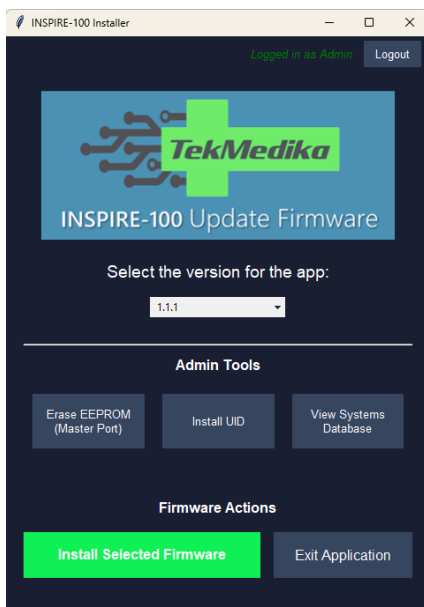 INSPIRE-100 Installer
Logged in as Admin
Logout
TekMedika
INSPIRE-100 Update Firmware
Select the version for the app:
1.1.1
Admin Tools
Erase EEPROM
(Master Port)
Install UID
View Systems
Database
Firmware Actions
Install Selected Firmware
Exit Application